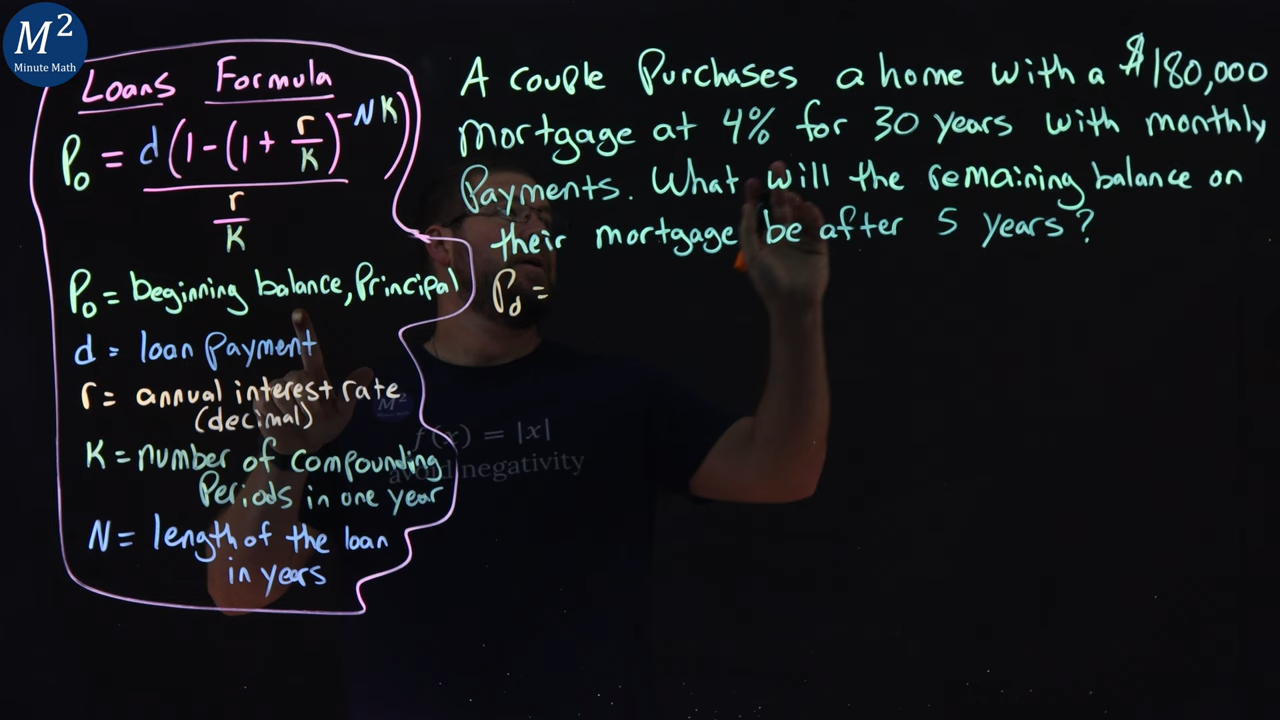 M²
Minute Math
Loans Formula
P₀ = d(1-(1+ r/K)^-NK)
r/K
P₀ = beginning balance, Principal
d = loan payment
r = annual interest rate
(decimal)
K = number of compounding
Periods in one year
N = length of the loan
in years
A couple Purchases a home with a $180,000
mortgage at 4% for 30 years with monthly
Payments. What will the remaining balance on
their mortgage be after 5 years?
P₀ =
M²
Minute Math
f(x) = |x|
avoid negativity